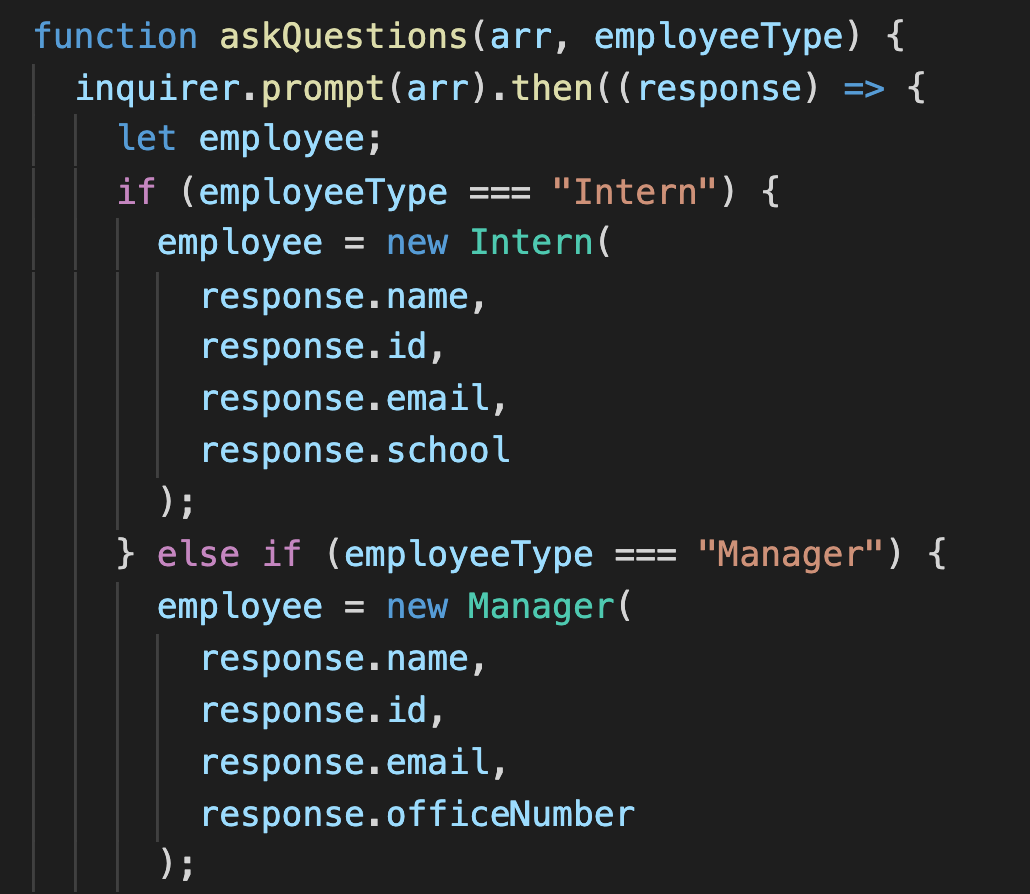 function askQuestions(arr, employeeType) {
  inquirer.prompt(arr).then((response) => {
    let employee;
    if (employeeType === "Intern") {
      employee = new Intern(
        response.name,
        response.id,
        response.email,
        response.school
      );
    } else if (employeeType === "Manager") {
      employee = new Manager(
        response.name,
        response.id,
        response.email,
        response.officeNumber
      );